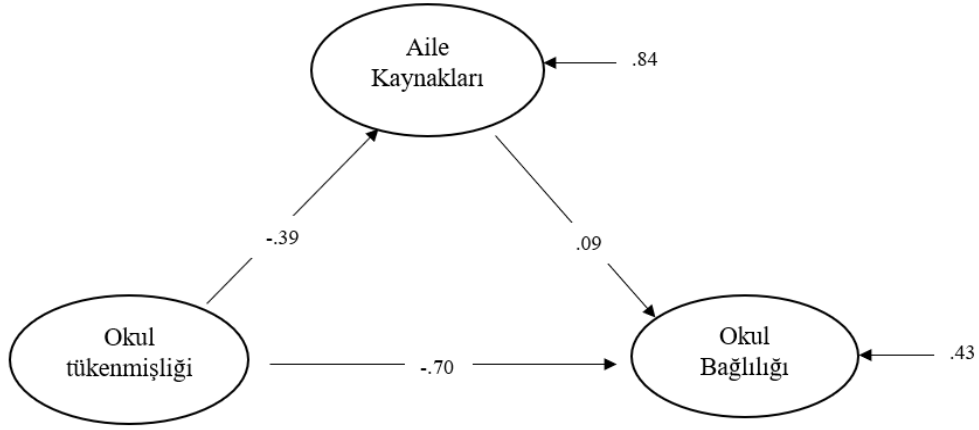 Aile
Kaynakları
.84
-.39
.09
Okul
tükenmişliği
-.70
Okul
Bağlılığı
.43